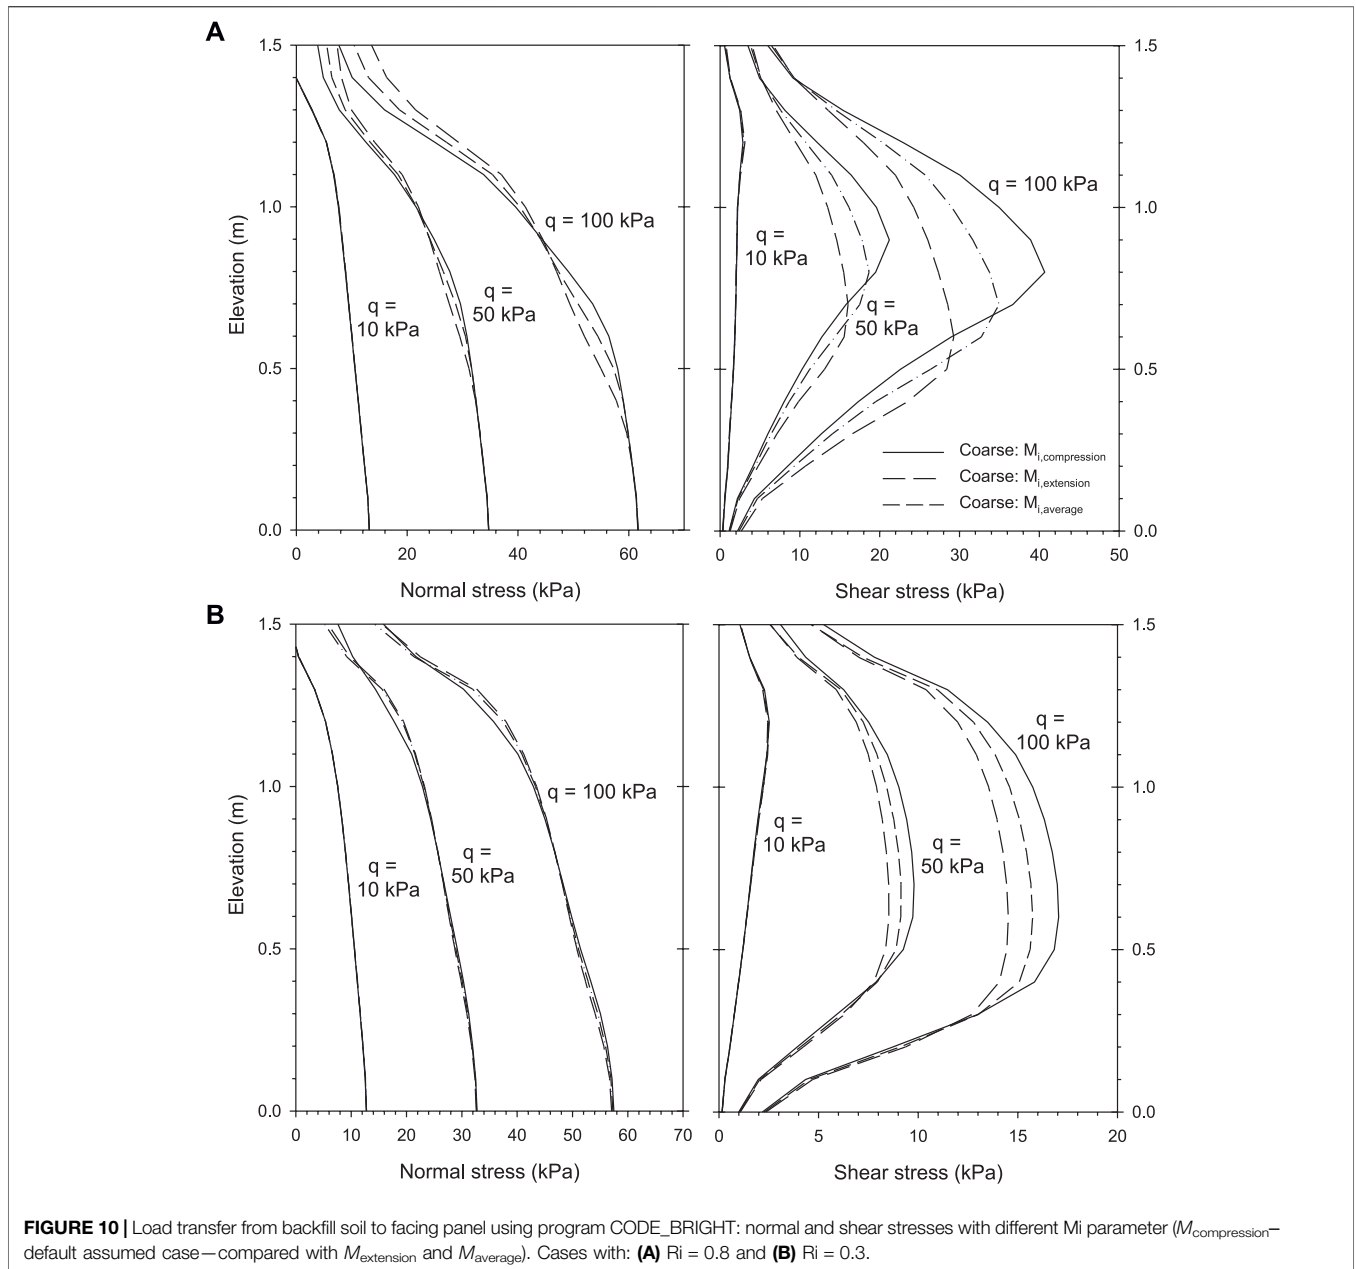 A
1.5
1.0
0.5
0.0
Elevation (m)
q = 100 kPa
q =
50 kPa
q =
10 kPa
0
20
40
60
Normal stress (kPa)
1.5
1.0
0.5
0.0
q = 100 kPa
q =
10 kPa
q =
50 kPa
Coarse: Mi,compression
Coarse: Mi,extension
Coarse: Mi,average
0
10
20
30
40
50
Shear stress (kPa)
B
1.5
1.0
0.5
0.0
Elevation (m)
q = 100 kPa
q =
50 kPa
q =
10 kPa
0
10
20
30
40
50
60
70
Normal stress (kPa)
1.5
1.0
0.5
0.0
q =
100 kPa
q =
10 kPa
q =
50 kPa
0
5
10
15
20
Shear stress (kPa)
FIGURE 10 | Load transfer from backfill soil to facing panel using program CODE_BRIGHT: normal and shear stresses with different Mi parameter (Mcompression–
default assumed case—compared with Mextension and Maverage). Cases with: (A) Ri = 0.8 and (B) Ri = 0.3.